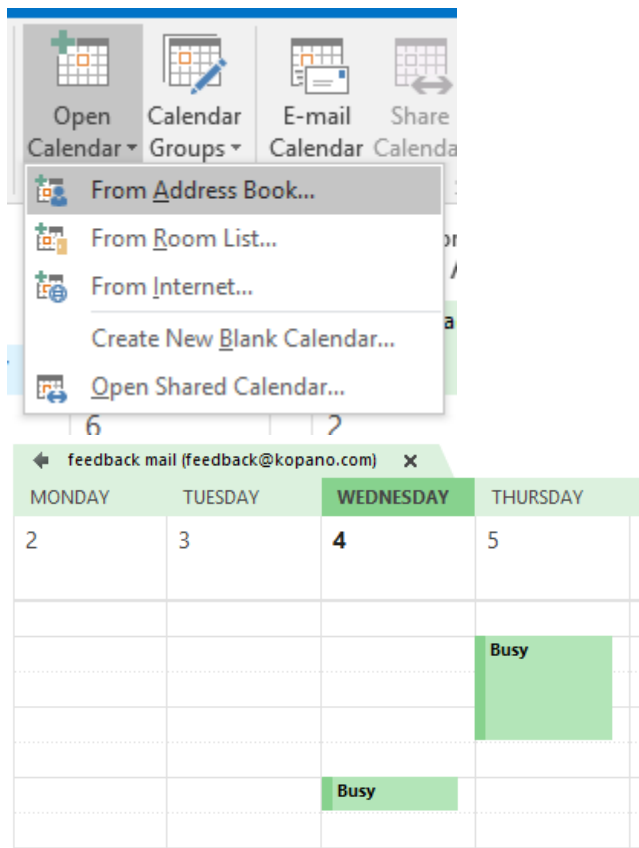 Open Calendar E-mail Share
Calendar Groups Calendar Calenda
From Address Book...
From Room List...
From Internet...
a
Create New Blank Calendar...
Open Shared Calendar...
6 2
feedback mail (feedback@kopano.com)
MONDAY TUESDAY WEDNESDAY THURSDAY
2 3 4 5
Busy
Busy